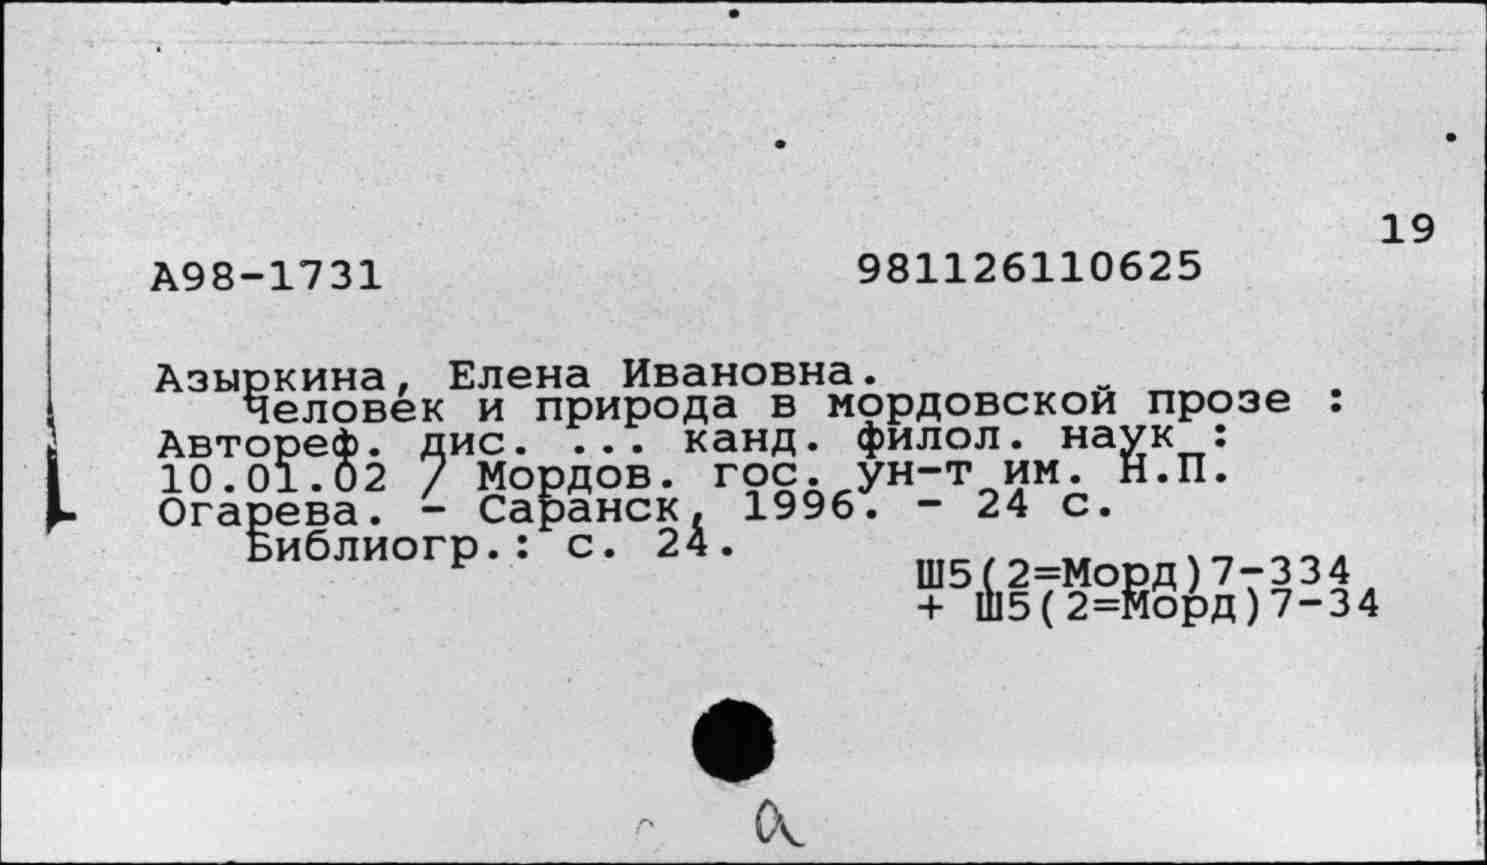 19
А98-1731 981126110625
Азыркина, Елена Ивановна.
Человек и природа в мордовской прозе :
Автореф. дис. ... канд. филол. наук :
10.01.02 / Мордов. гос. ун-т им. Н.П.
Огарева. - Саранск, 1996. - 24 с.
Библиогр.: с. 24.
Ш5(2=Морд)7-334
+ Ш5(2=Морд)7-34
а